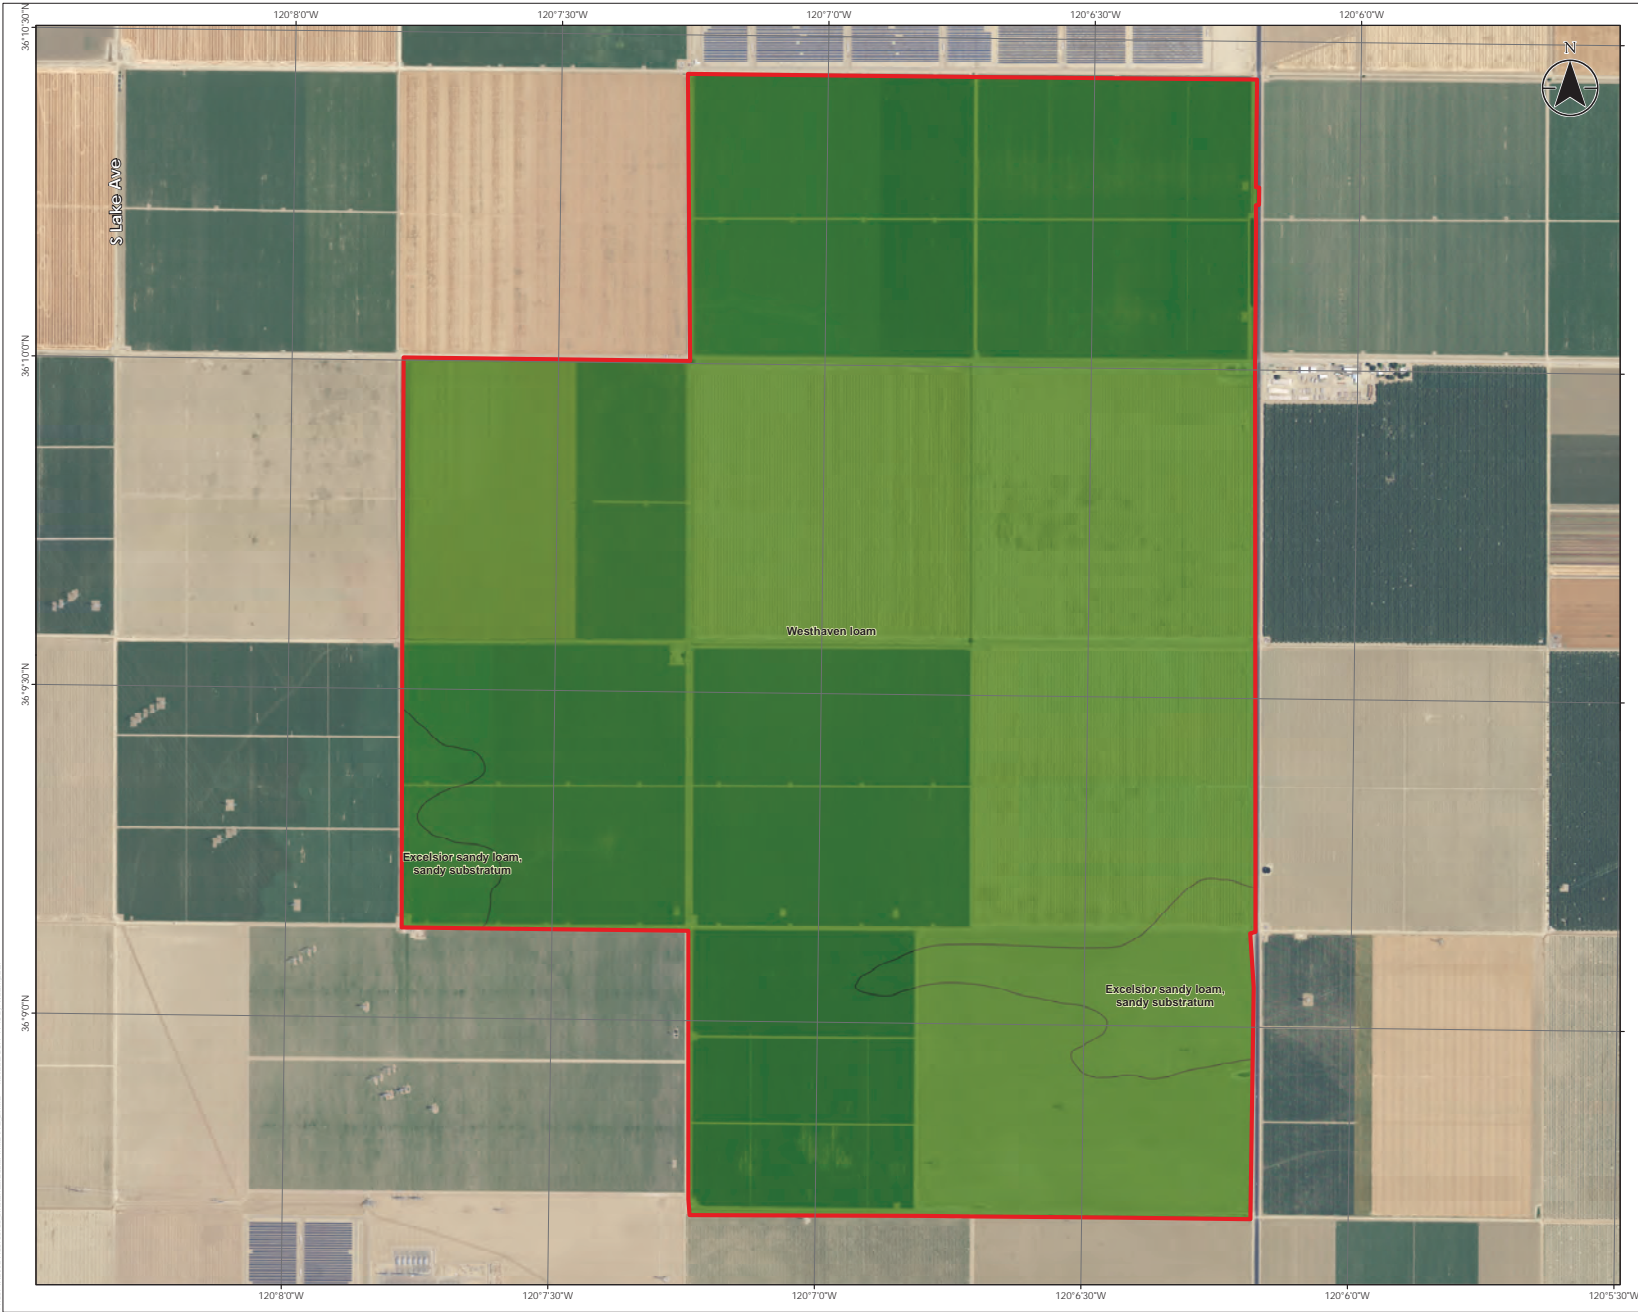 120°8'0"W
120°7'30"W
120°7'0"W
120°6'30"W
120°6'0"W
36°10'30"N
N
S Lake Ave
36°10'0"N
Westhaven loam
36°9'30"N
Excelsior sandy loam,
sandy substratum
Excelsior sandy loam,
sandy substratum
36°9'0"N
120°8'0"W
120°7'30"W
120°7'0"W
120°6'30"W
120°6'0"W
120°5'30"W